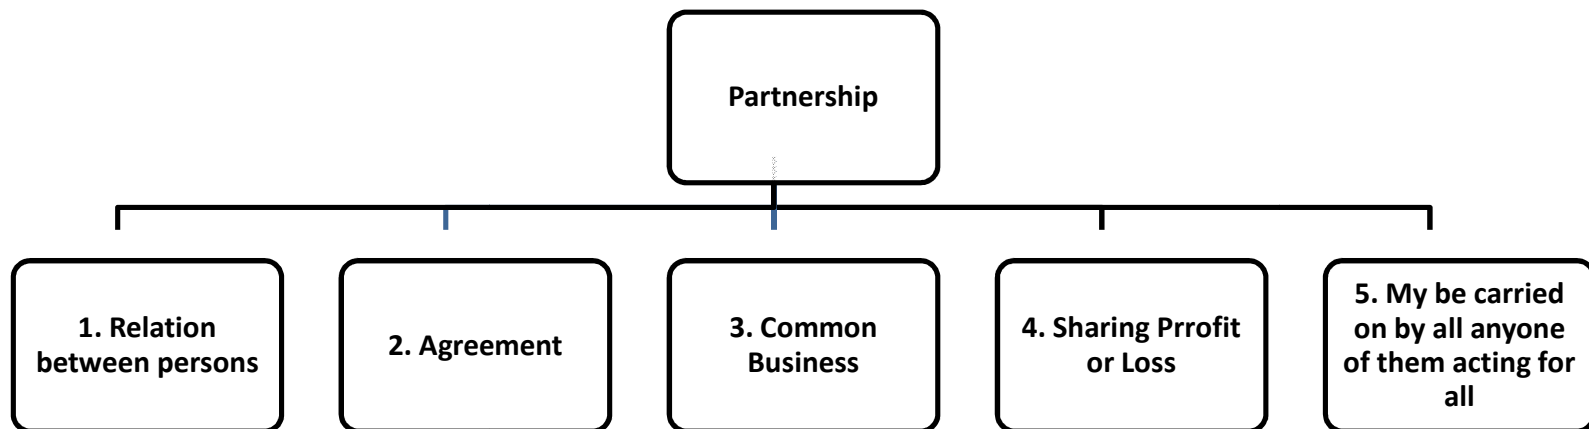 Partnership
1. Relation
between persons
2. Agreement
3. Common
Business
4. Sharing Prrofit
or Loss
5. My be carried
on by all anyone
of them acting for
all